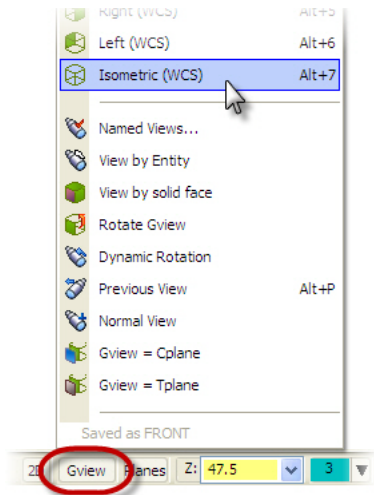 Right (WCS) Alt+5
Left (WCS) Alt+6
Isometric (WCS) Alt+7
Named Views...
View by Entity
View by solid face
Rotate Gview
Dynamic Rotation
Previous View Alt+P
Normal View
Gview = Cplane
Gview = Tplane
Saved as FRONT
Gview Planes Z: 47.5 3